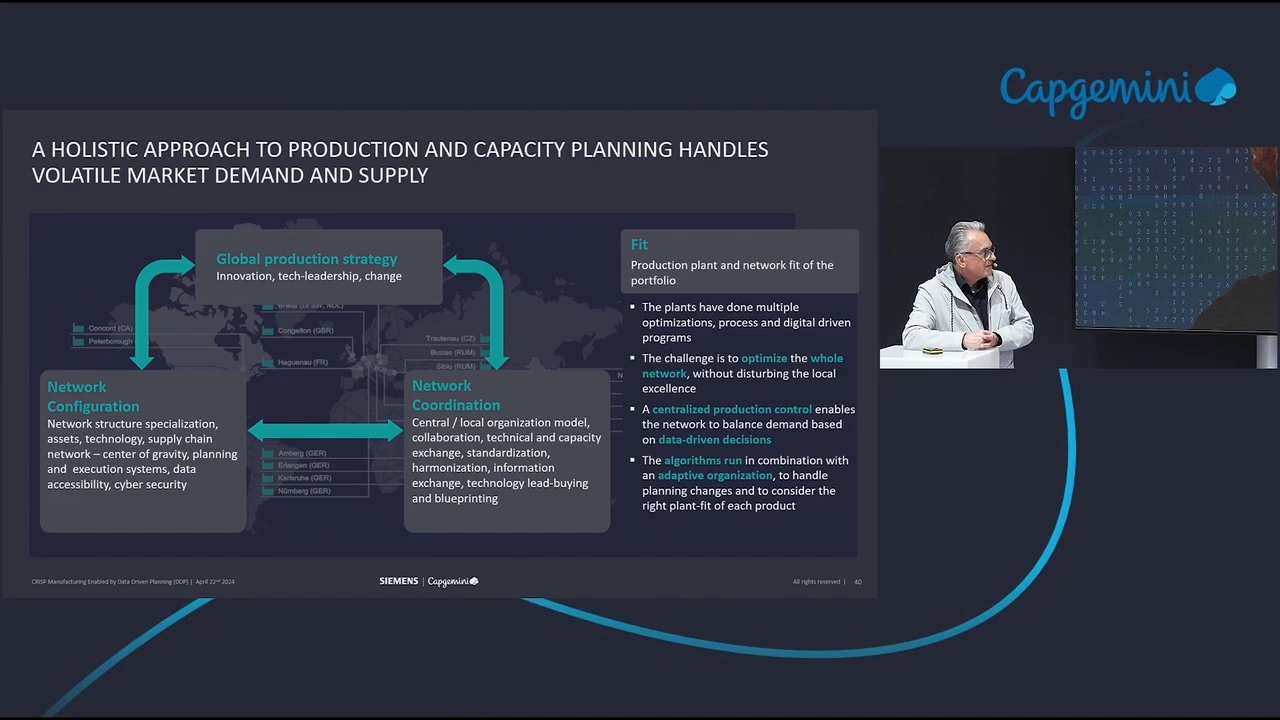 Capgemini
A HOLISTIC APPROACH TO PRODUCTION AND CAPACITY PLANNING HANDLES
VOLATILE MARKET DEMAND AND SUPPLY
Global production strategy
Innovation, tech-leadership, change
Concord (CA)
Peterborough
Congelton (GBR)
Haguenau (FR)
Trautenau (CZ)
Buzias (RUM)
Sibiu (RUM)
Network
Configuration
Network structure specialization,
assets, technology, supply chain
network – center of gravity, planning
and execution systems, data
accessibility, cyber security
Amberg (GER)
Erlangen (GER)
Karlsruhe (GER)
Nürnberg (GER)
Network
Coordination
Central / local organization model,
collaboration, technical and capacity
exchange, standardization,
harmonization, information
exchange, technology lead-buying
and blueprinting
Fit
Production plant and network fit of the
portfolio
▪ The plants have done multiple
optimizations, process and digital driven
programs
▪ The challenge is to optimize the whole
network, without disturbing the local
excellence
▪ A centralized production control enables
the network to balance demand based
on data-driven decisions
▪ The algorithms run in combination with
an adaptive organization, to handle
planning changes and to consider the
right plant-fit of each product
CRISP Manufacturing Enabled by Data Driven Planning (DDP) | April 22nd 2024
SIEMENS | Capgemini
All rights reserved | 40